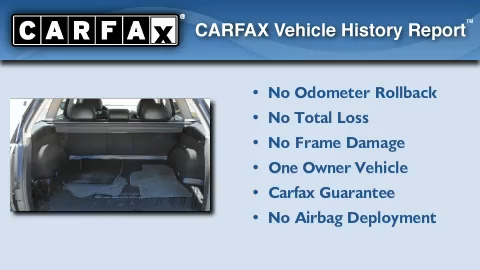 CARFAX®
CARFAX Vehicle History Report™
• No Odometer Rollback
• No Total Loss
• No Frame Damage
• One Owner Vehicle
• Carfax Guarantee
• No Airbag Deployment